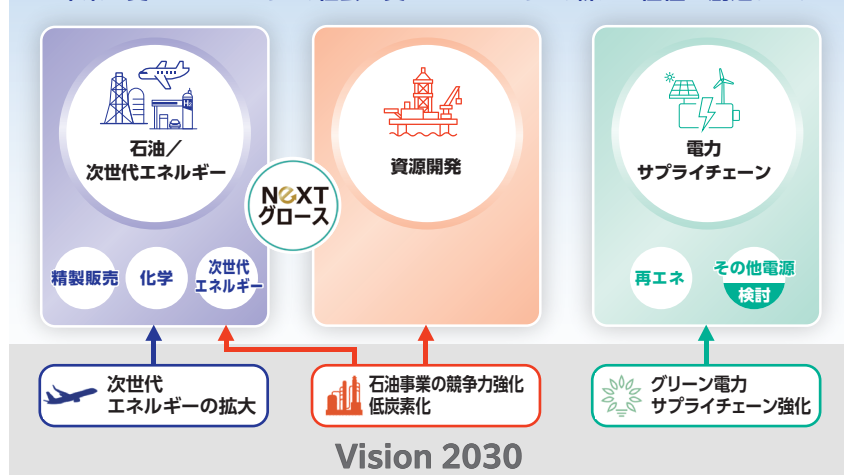 石油／
次世代エネルギー
精製販売
化学
次世代
エネルギー
NEXT
グロース
資源開発
電力
サプライチェーン
再エネ
その他電源
検討
次世代
エネルギーの拡大
石油事業の競争力強化
低炭素化
グリーン電力
サプライチェーン強化
Vision 2030
H2